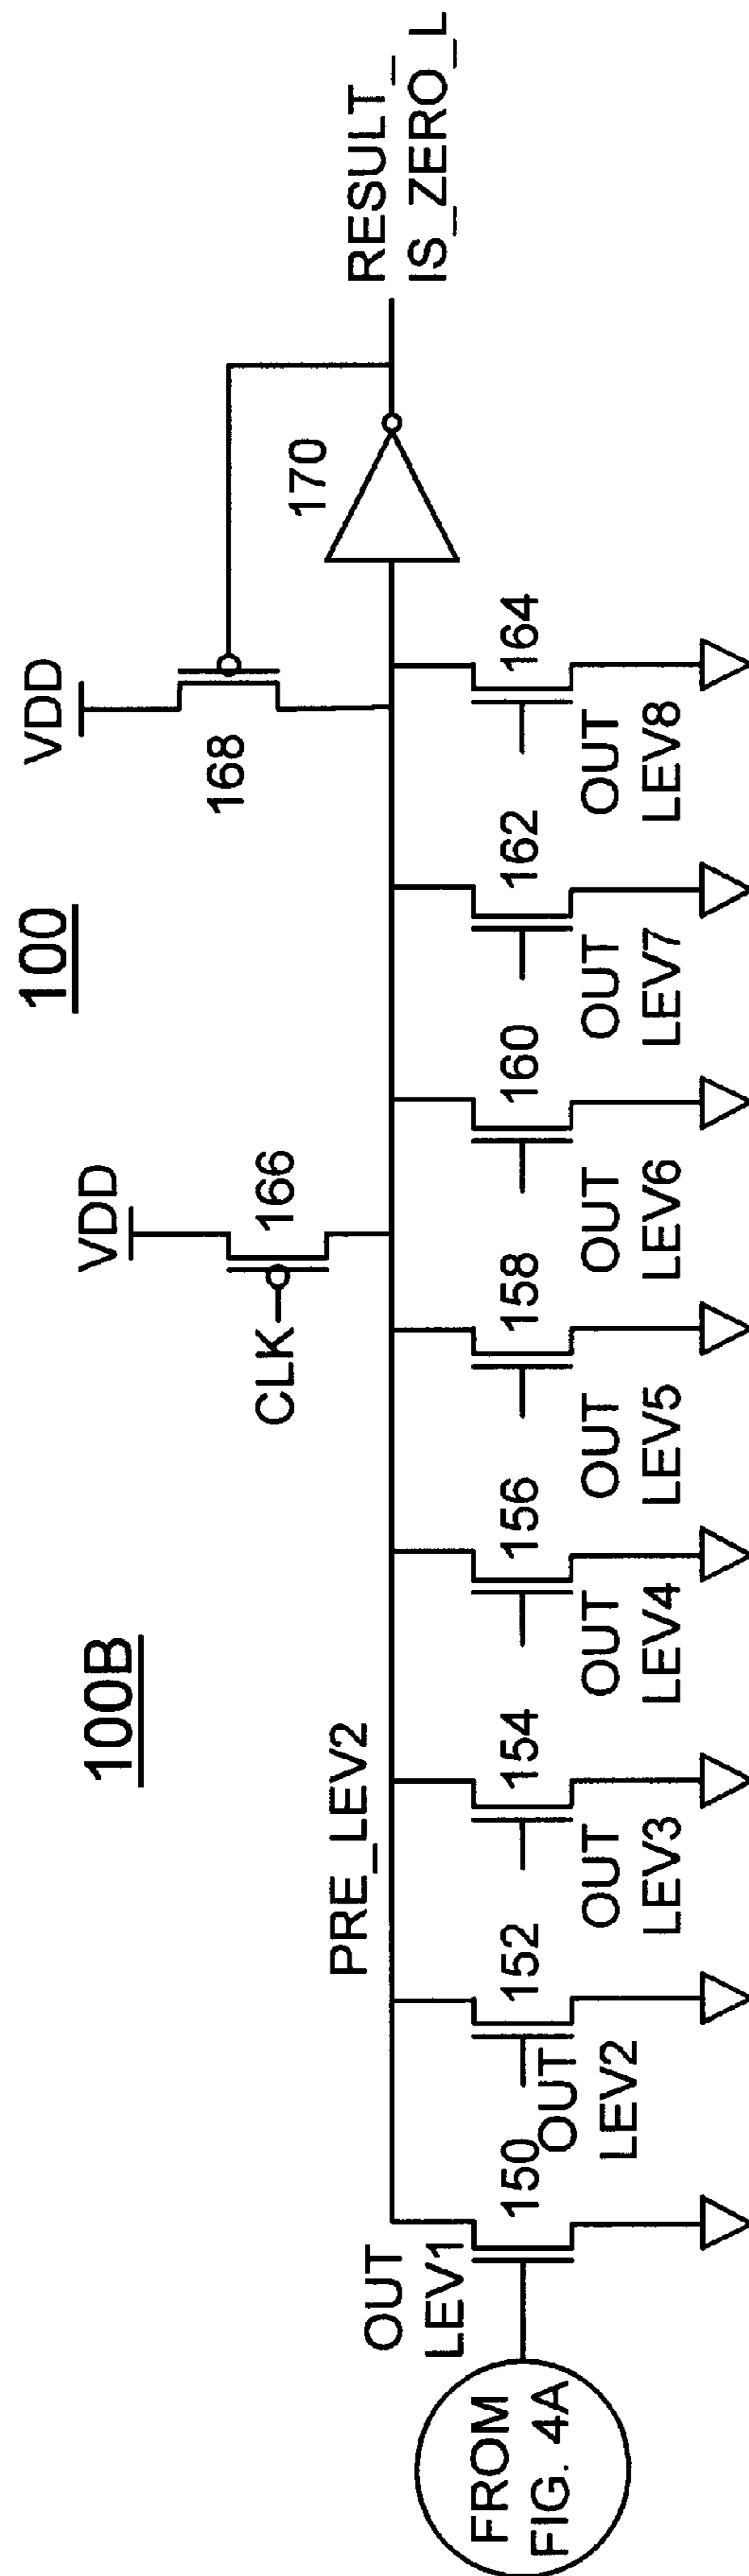 100
100B
VDD
VDD
CLK
166
168
170
PRE_LEV2
RESULT_
IS_ZERO_L
OUT
LEV1
150
OUT
LEV2
152
OUT
LEV3
154
OUT
LEV4
156
OUT
LEV5
158
OUT
LEV6
160
OUT
LEV7
162
OUT
LEV8
164
FROM
FIG. 4A